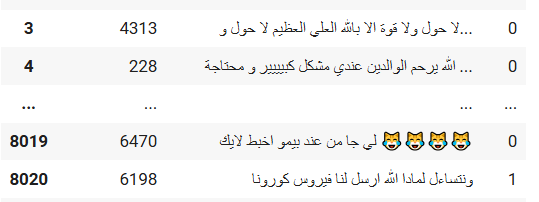 3 4313 لا حول ولا قوة الا بالله العلي العظيم لا حول و... 0
4 228 الله يرحم الوالدين عندي مشكل كبييييير و محتاجة ... 0
... ... ... ...
8019 6470 لي جا من عند بيمو اخبط لايك 😹😹😹😹 0
8020 6198 ونتساءل لماذا الله ارسل لنا فيروس كورونا 1